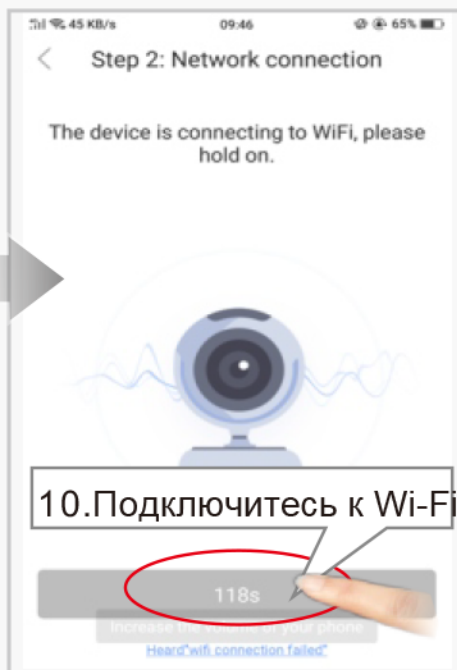 45 KB/s 09:46 65%
Step 2: Network connection
The device is connecting to WiFi, please
hold on.
10.Подключитесь к Wi-Fi
118s
Increase the volume of your phone
Heard"wifi connection failed"